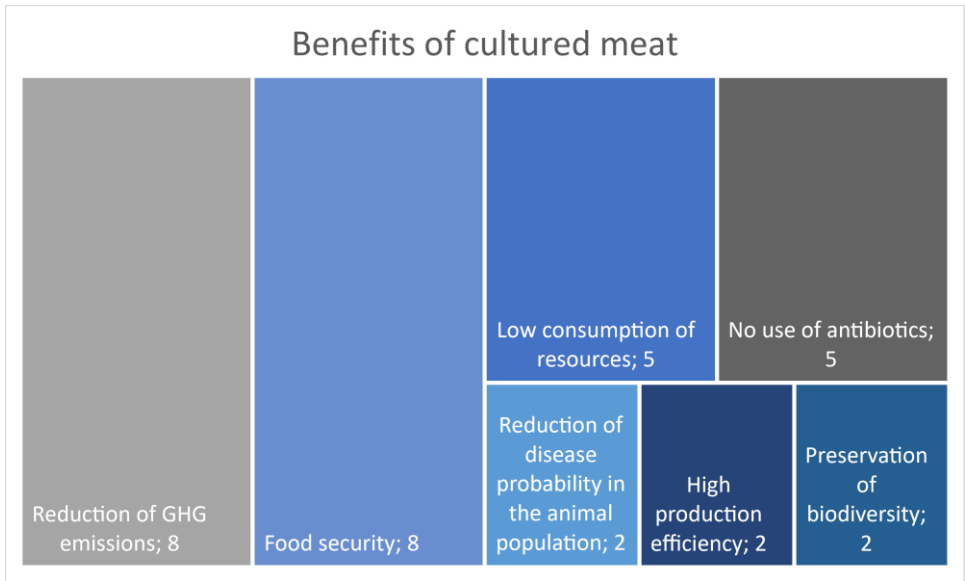 Benefits of cultured meat
Reduction of GHG
emissions; 8
Food security; 8
Low consumption of
resources; 5
No use of antibiotics;
5
Reduction of
disease
probability in
the animal
population; 2
High
production
efficiency; 2
Preservation
of
biodiversity;
2